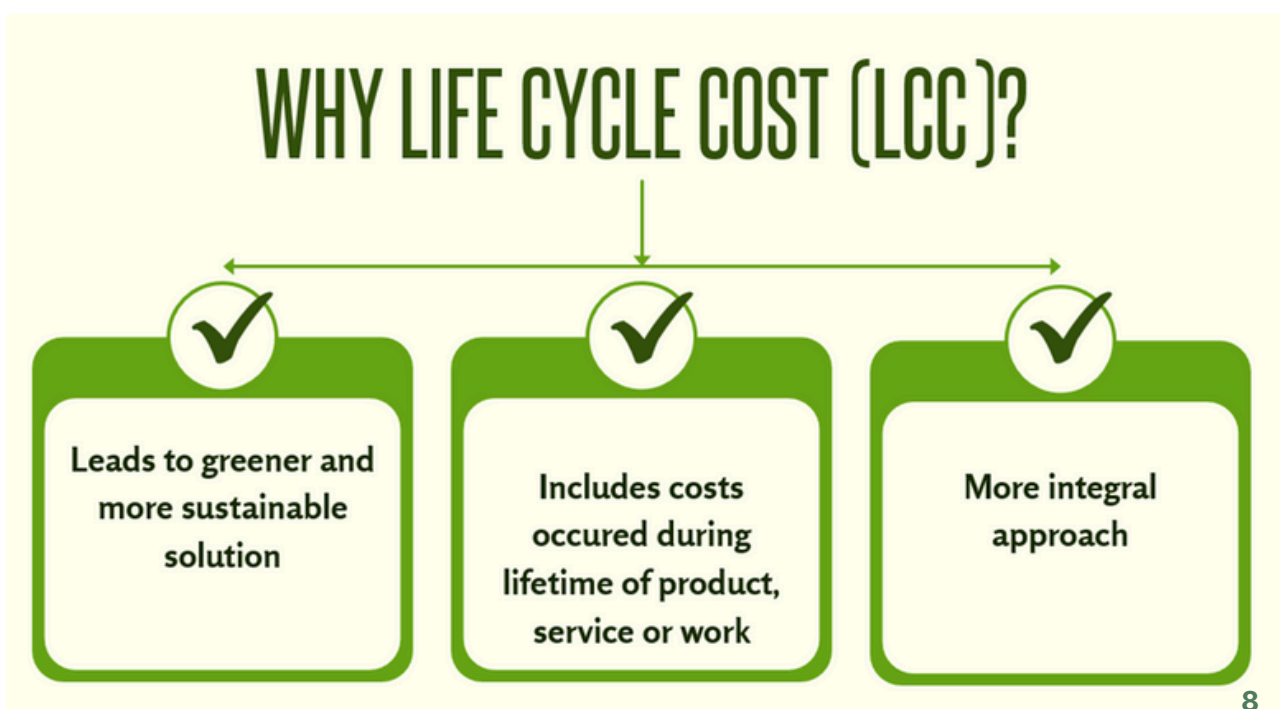 WHY LIFE CYCLE COST (LCC)?
Leads to greener and
more sustainable
solution
Includes costs
occured during
lifetime of product,
service or work
More integral
approach
8